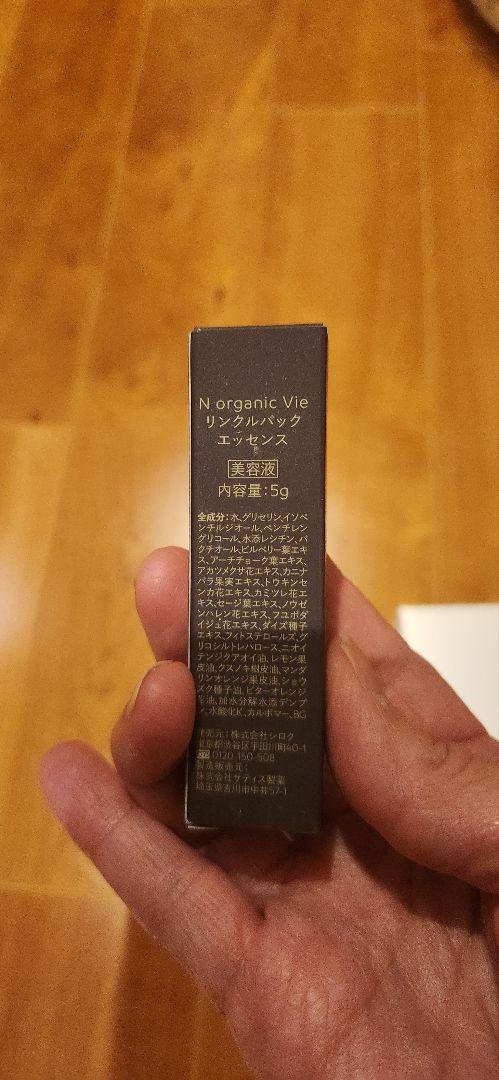 N organic Vie
リンクルパック
エッセンス
美容液
内容量:5g
全成分:水、グリセリン、イソペ
ンチルジオール、ペンチレン
グリコール、水添レシチン、バ
クチオール、ビルベリー葉エキ
ス、アーチチョーク葉エキス、
アカツメクサ花エキス、カニナ
バラ果実エキス、トウキンセ
ンカ花エキス、カミツレ花エ
キス、セージ葉エキス、ノウゼ
ンハレン花エキス、フユボダ
イジュ花エキス、ダイズ種子
エキス、フィトステロールズ、グ
リコシルトレハロース、ニオイ
テンジクアオイ油、レモン果
皮油、クスノキ樹皮油、マンダ
リンオレンジ果皮油、ショウ
ズク種子油、ビターオレンジ
花油、加水分解水添デンプ
ン、水酸化K、カルボマー、BG
発売元:株式会社シロク
東京都渋谷区宇田川町40-1
0120-150-508
製造販売元:
株式会社サティス製薬
埼玉県吉川市中井57-1